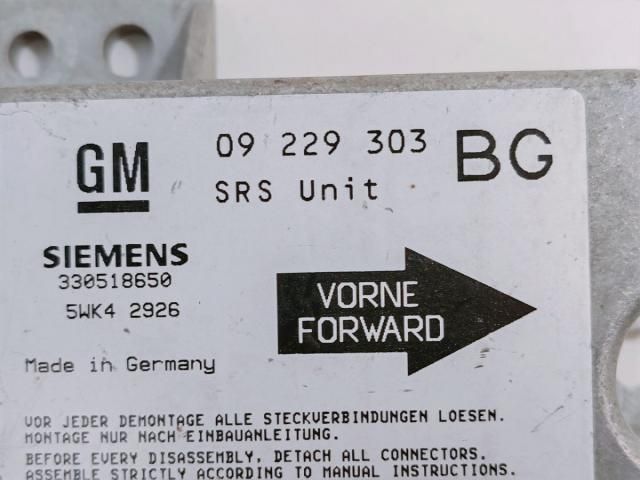 GM
09 229 303
BG
SRS Unit
SIEMENS
330518650
5WK4 2926
VORNE
FORWARD
Made in Germany
VOR JEDER DEMONTAGE ALLE STECKVERBINDUNGEN LOESEN.
MONTAGE NUR NACH EINBAUANLEITUNG.
BEFORE EVERY DISASSEMBLY, DETACH ALL CONNECTORS.
ASSEMBLE STRICTLY ACCORDING TO MANUAL INSTRUCTIONS.